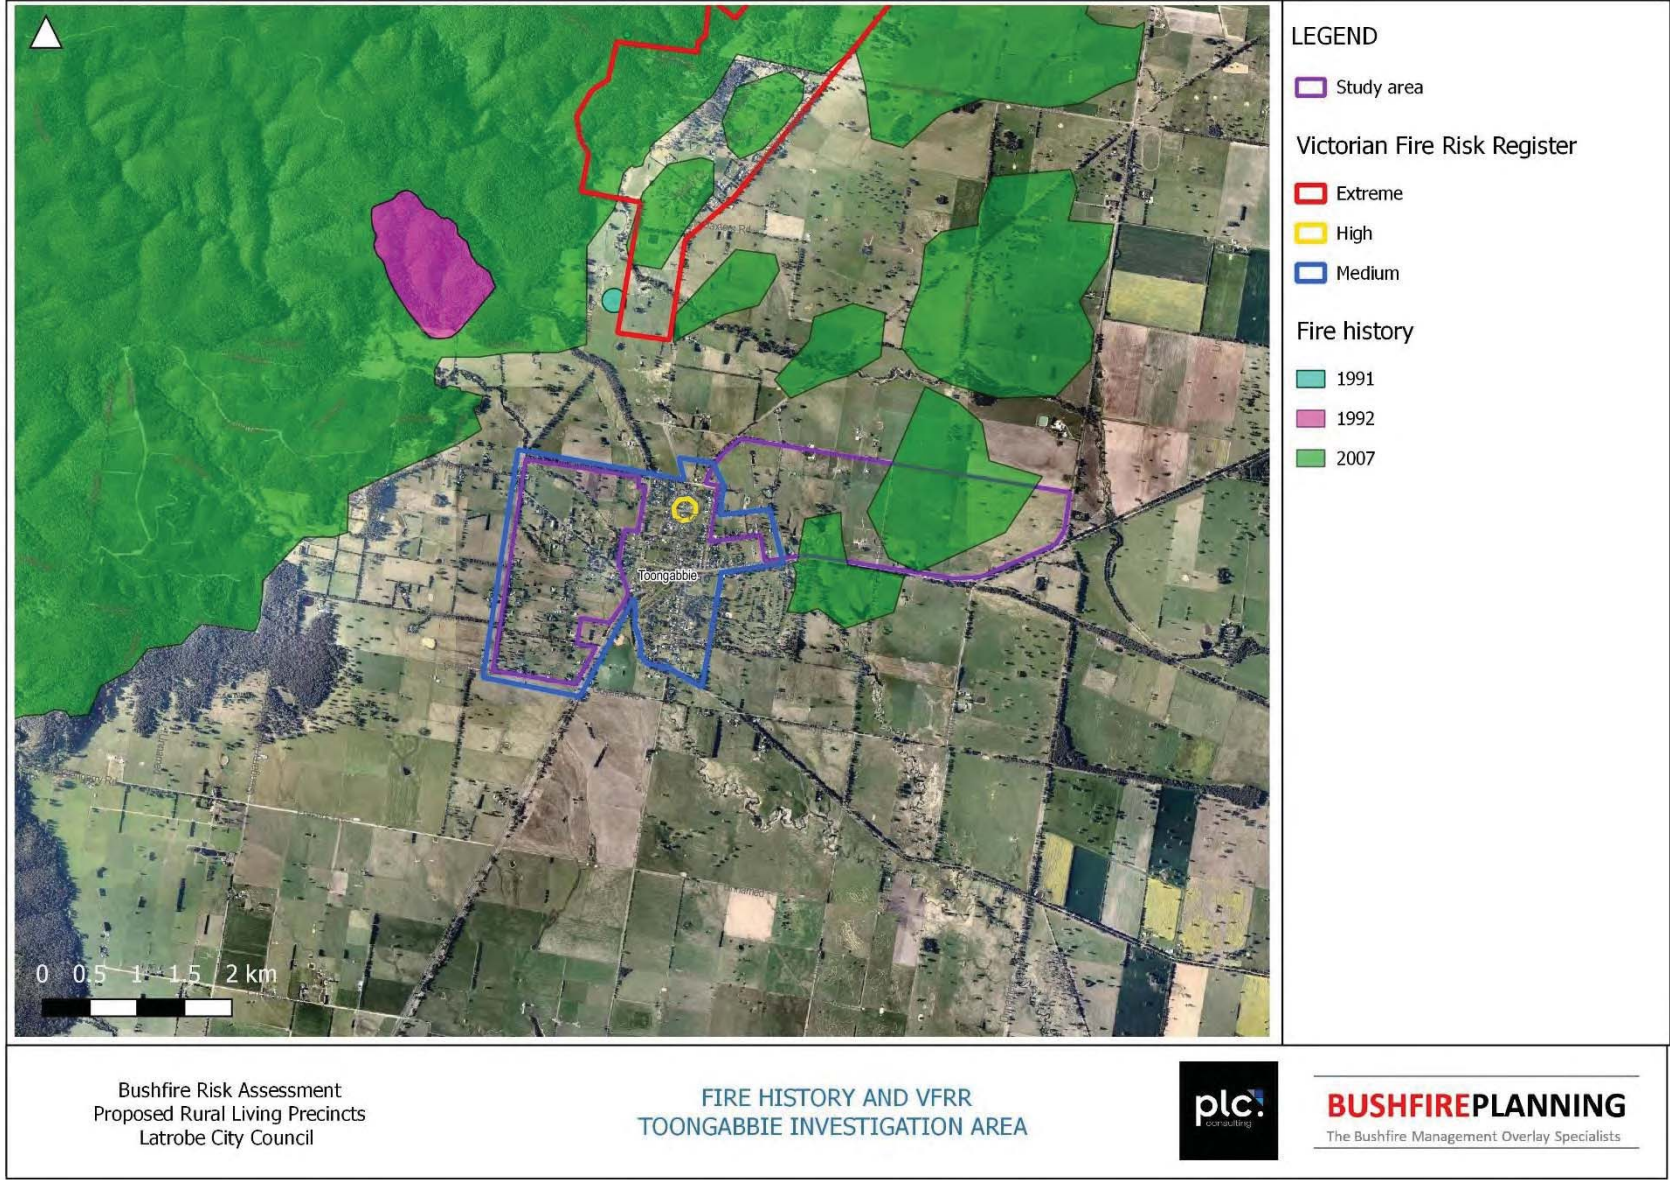 LEGEND
Study area
Victorian Fire Risk Register
Extreme
High
Medium
Fire history
1991
1992
2007
Toongabbie
0 0.5 1 1.5 2 km
Bushfire Risk Assessment
Proposed Rural Living Precincts
Latrobe City Council
FIRE HISTORY AND VFRR
TOONGABBIE INVESTIGATION AREA
plc.
consulting
BUSHFIREPLANNING
The Bushfire Management Overlay Specialists